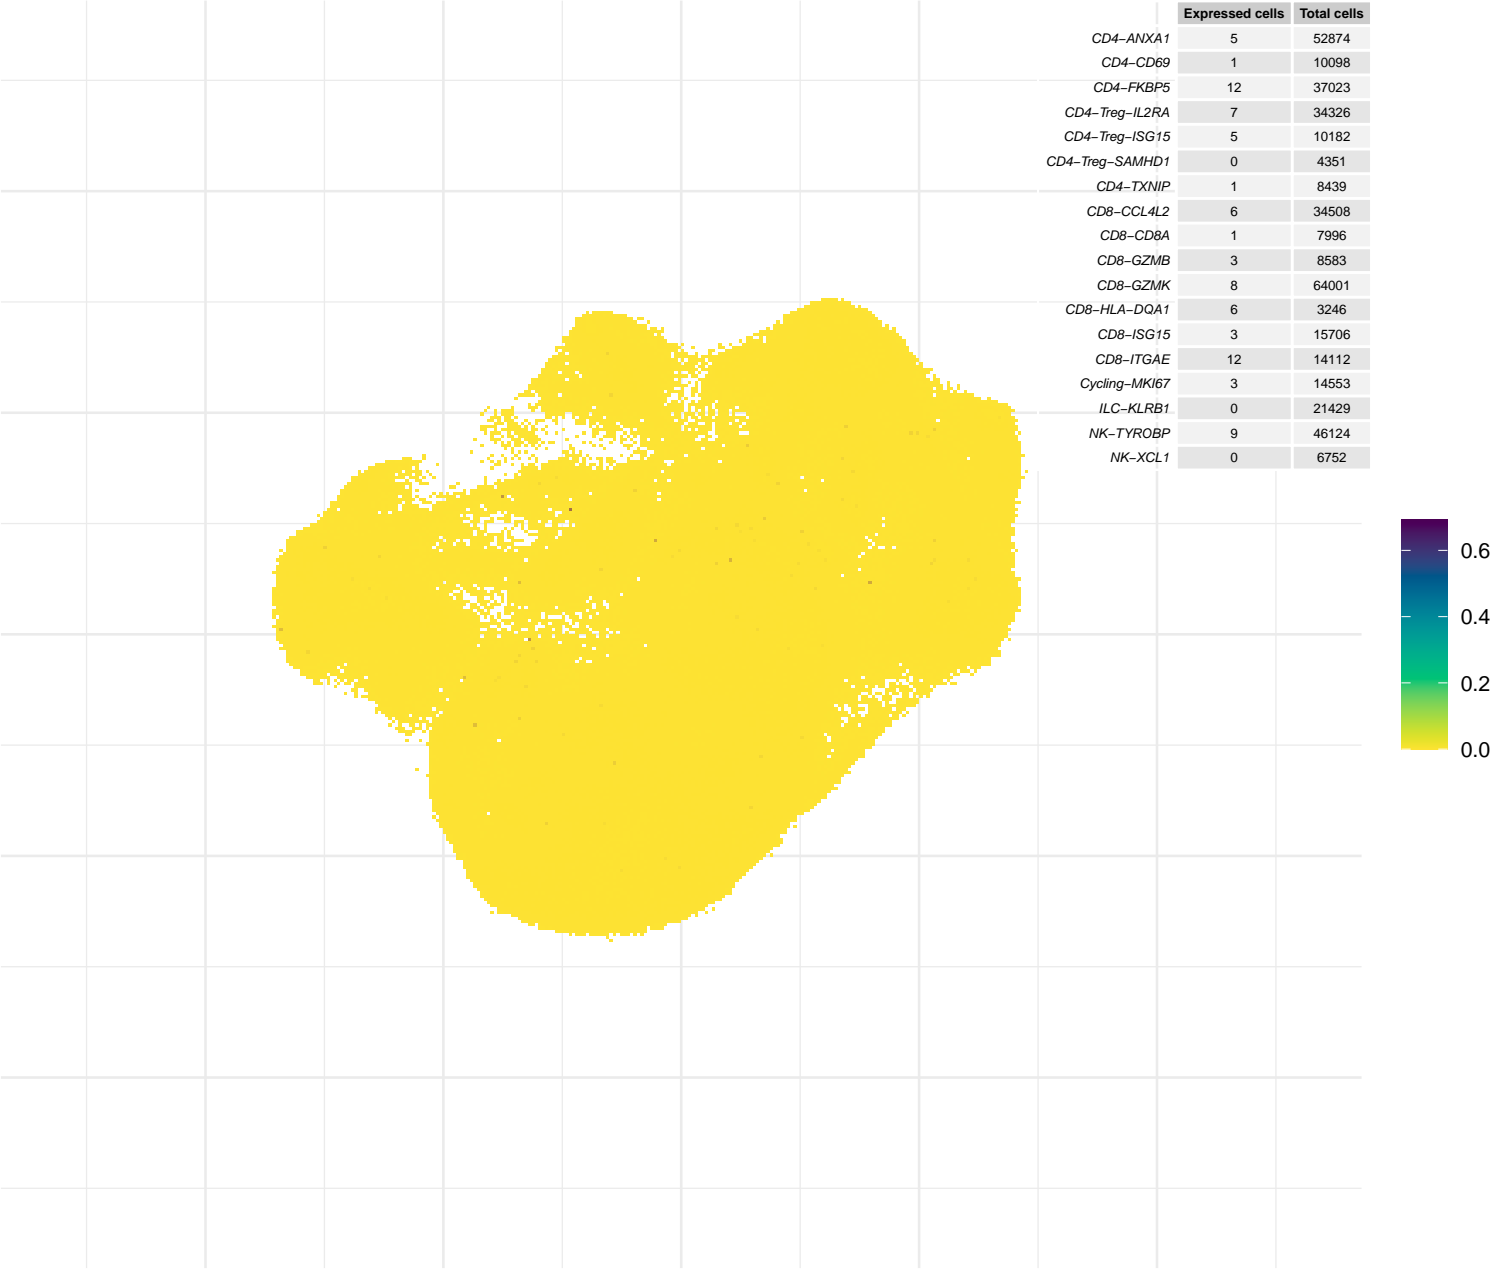 Expressed cells Total cells
CD4−ANXA1 5 52874
CD4−CD69 1 10098
CD4−FKBP5 12 37023
CD4−Treg−IL2RA 7 34326
CD4−Treg−ISG15 5 10182
CD4−Treg−SAMHD1 0 4351
CD4−TXNIP 1 8439
CD8−CCL4L2 6 34508
CD8−CD8A 1 7996
CD8−GZMB 3 8583
CD8−GZMK 8 64001
CD8−HLA−DQA1 6 3246
CD8−ISG15 3 15706
CD8−ITGAE 12 14112
Cycling−MKI67 3 14553
ILC−KLRB1 0 21429
NK−TYROBP 9 46124
NK−XCL1 0 6752
0.6
0.4
0.2
0.0